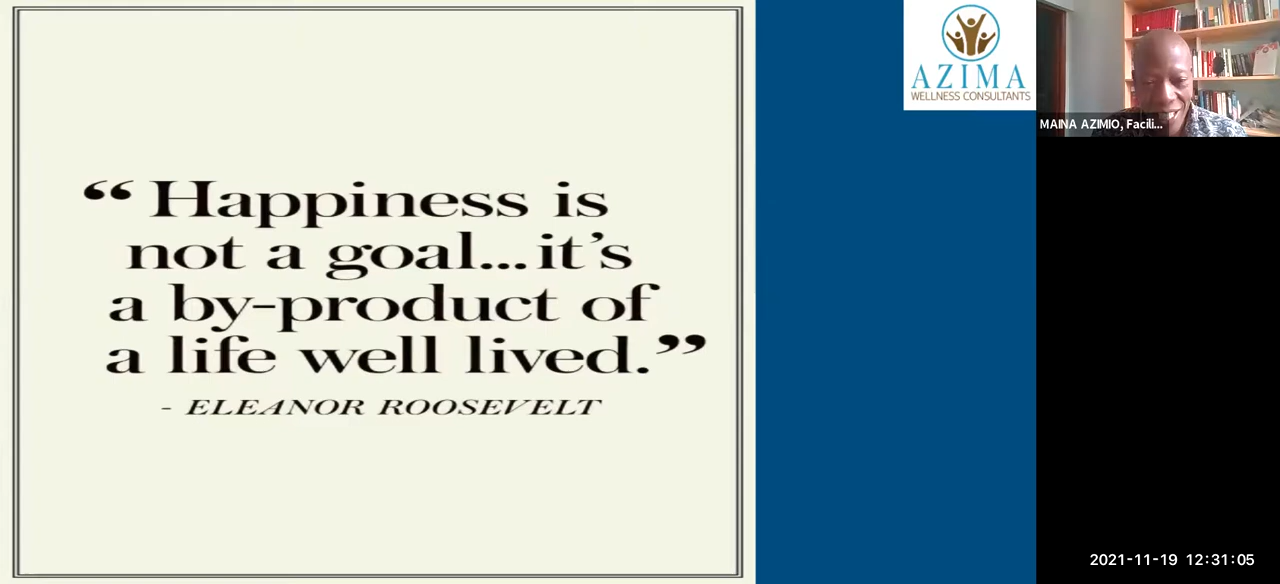 “Happiness is
not a goal...it’s
a by-product of
a life well lived.”
- ELEANOR ROOSEVELT
AZIMA
WELLNESS CONSULTANTS
MAINA AZIMIO, Facili...
2021-11-19 12:31:05